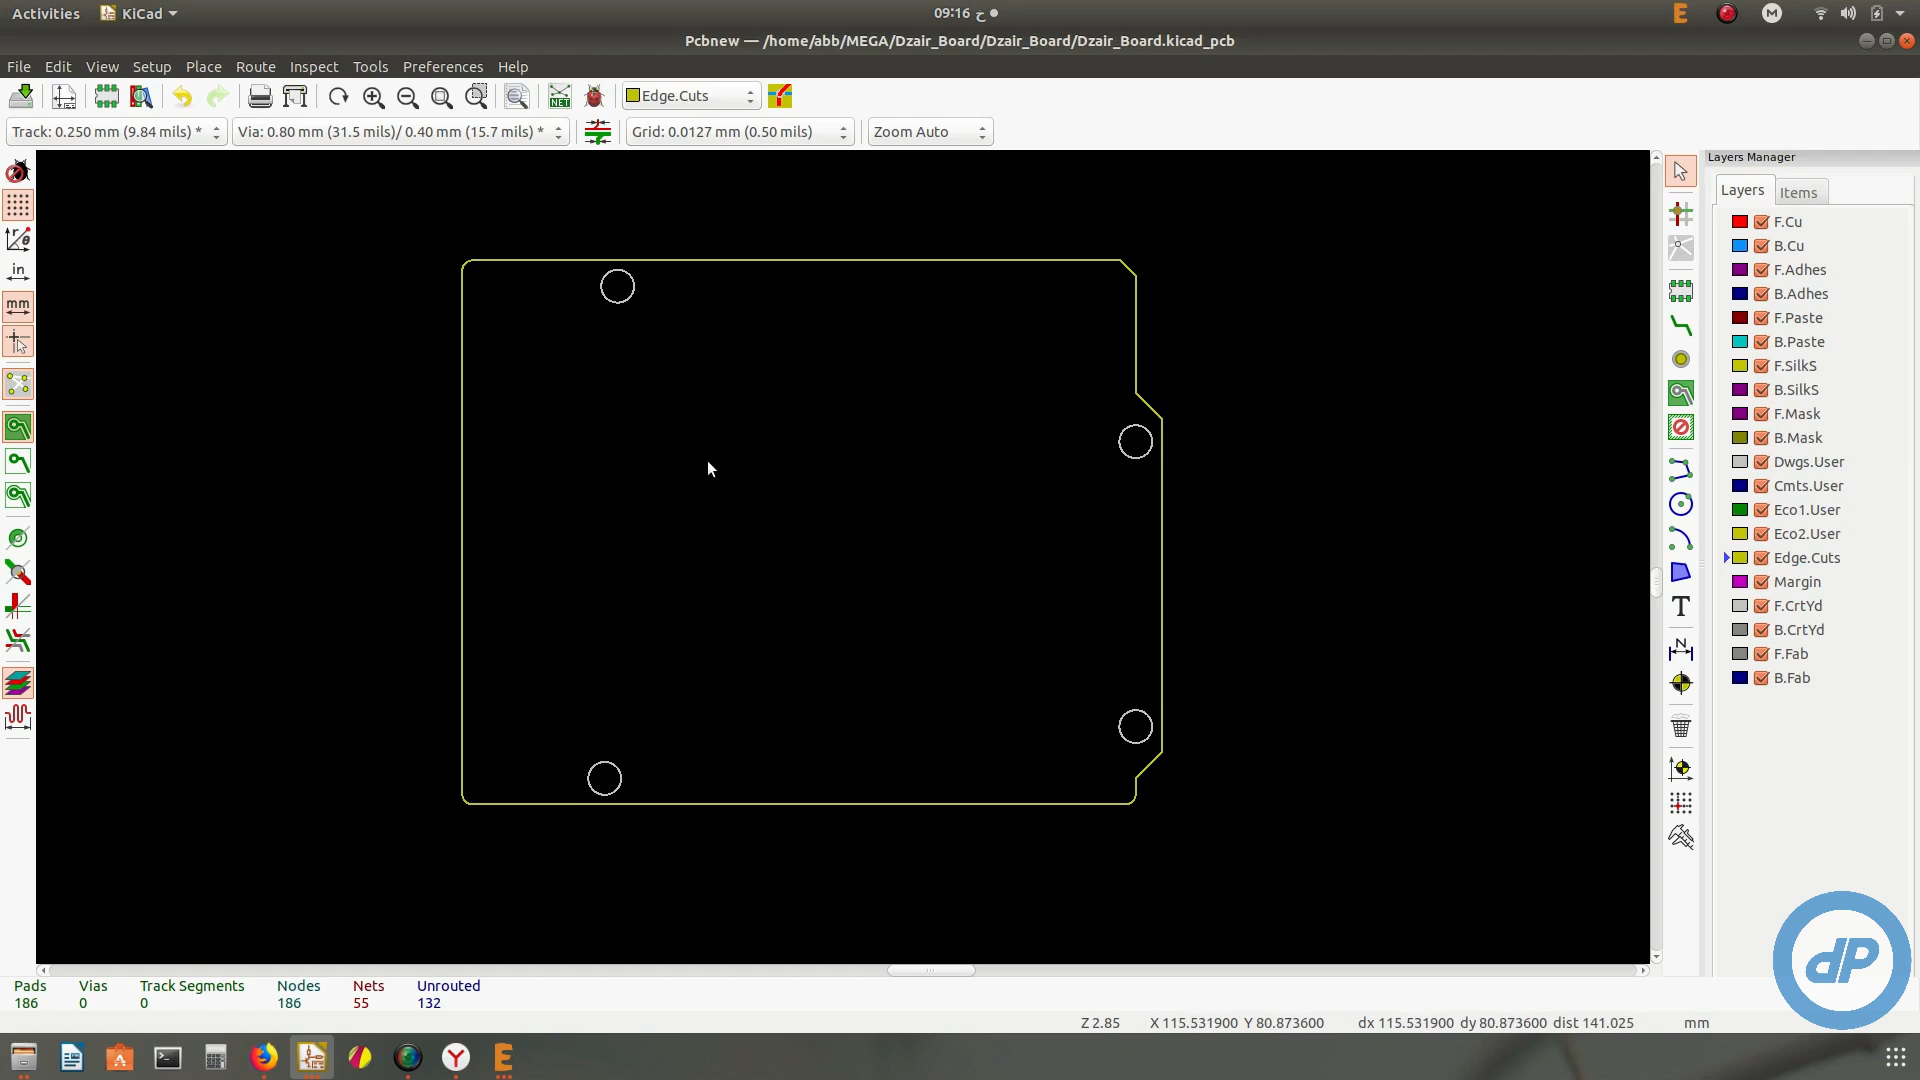 Activities KiCad 09:16 ح E M
Pcbnew — /home/abb/MEGA/Dzair_Board/Dzair_Board/Dzair_Board.kicad_pcb
File Edit View Setup Place Route Inspect Tools Preferences Help
NET Edge.Cuts
Track: 0.250 mm (9.84 mils) * Via: 0.80 mm (31.5 mils)/ 0.40 mm (15.7 mils) * Grid: 0.0127 mm (0.50 mils) Zoom Auto
Layers Manager
Layers Items
F.Cu
B.Cu
F.Adhes
B.Adhes
F.Paste
B.Paste
F.SilkS
B.SilkS
F.Mask
B.Mask
Dwgs.User
Cmts.User
Eco1.User
Eco2.User
Edge.Cuts
Margin
F.CrtYd
B.CrtYd
F.Fab
B.Fab
in
mm
T
N
dP
Pads Vias Track Segments Nodes Nets Unrouted
186 0 0 186 55 132
Z 2.85 X 115.531900 Y 80.873600 dx 115.531900 dy 80.873600 dist 141.025 mm